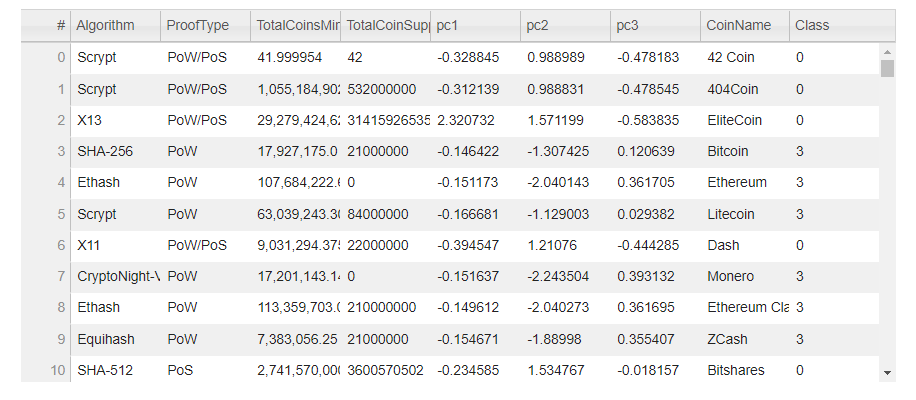 # Algorithm ProofType TotalCoinsMin TotalCoinSupp pc1 pc2 pc3 CoinName Class
0 Scrypt PoW/PoS 41.999954 42 -0.328845 0.988989 -0.478183 42 Coin 0
1 Scrypt PoW/PoS 1,055,184,902 532000000 -0.312139 0.988831 -0.478545 404Coin 0
2 X13 PoW/PoS 29,279,424,62 31415926535 2.320732 1.571199 -0.583835 EliteCoin 0
3 SHA-256 PoW 17,927,175.0 21000000 -0.146422 -1.307425 0.120639 Bitcoin 3
4 Ethash PoW 107,684,222.6 0 -0.151173 -2.040143 0.361705 Ethereum 3
5 Scrypt PoW 63,039,243.30 84000000 -0.166681 -1.129003 0.029382 Litecoin 3
6 X11 PoW/PoS 9,031,294.375 22000000 -0.394547 1.21076 -0.444285 Dash 0
7 CryptoNight-V PoW 17,201,143.14 0 -0.151637 -2.243504 0.393132 Monero 3
8 Ethash PoW 113,359,703.0 210000000 -0.149612 -2.040273 0.361695 Ethereum Cla 3
9 Equihash PoW 7,383,056.25 21000000 -0.154671 -1.88998 0.355407 ZCash 3
10 SHA-512 PoS 2,741,570,000 3600570502 -0.234585 1.534767 -0.018157 Bitshares 0